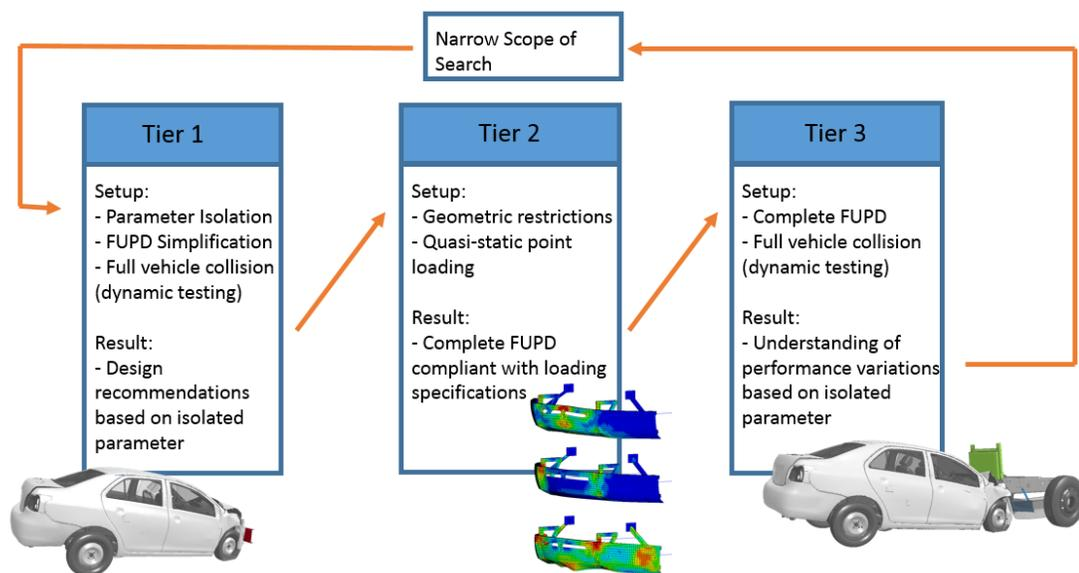 Narrow Scope of
Search
Tier 1
Setup:
- Parameter Isolation
- FUPD Simplification
- Full vehicle collision
(dynamic testing)
Result:
- Design
recommendations
based on isolated
parameter
Tier 2
Setup:
- Geometric restrictions
- Quasi-static point
loading
Result:
- Complete FUPD
compliant with loading
specifications
Tier 3
Setup:
- Complete FUPD
- Full vehicle collision
(dynamic testing)
Result:
- Understanding of
performance variations
based on isolated
parameter